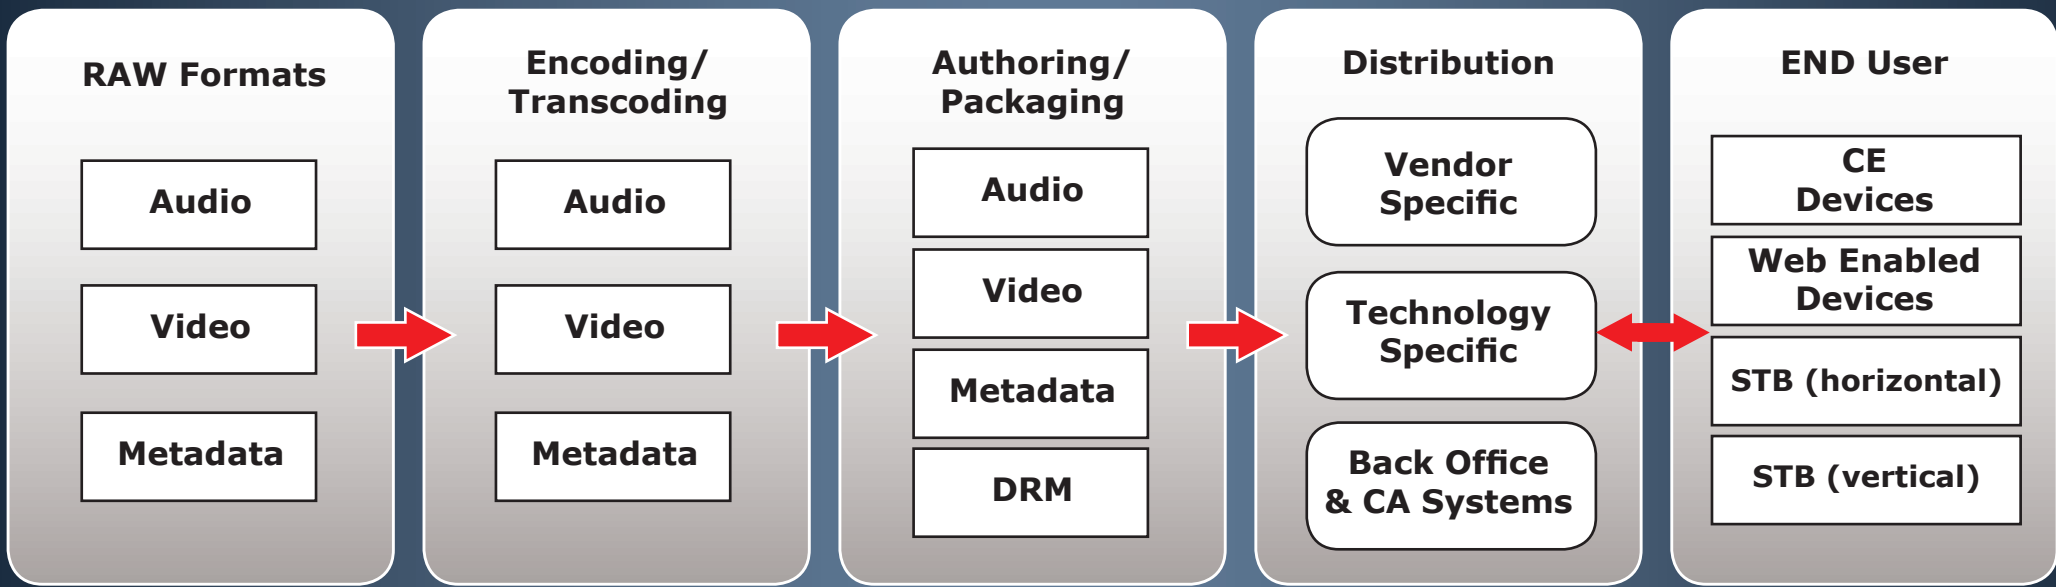 RAW Formats
Audio
Video
Metadata
Encoding/
Transcoding
Audio
Video
Metadata
Authoring/
Packaging
Audio
Video
Metadata
DRM
Distribution
Vendor
Specific
Technology
Specific
Back Office
& CA Systems
END User
CE
Devices
Web Enabled
Devices
STB (horizontal)
STB (vertical)